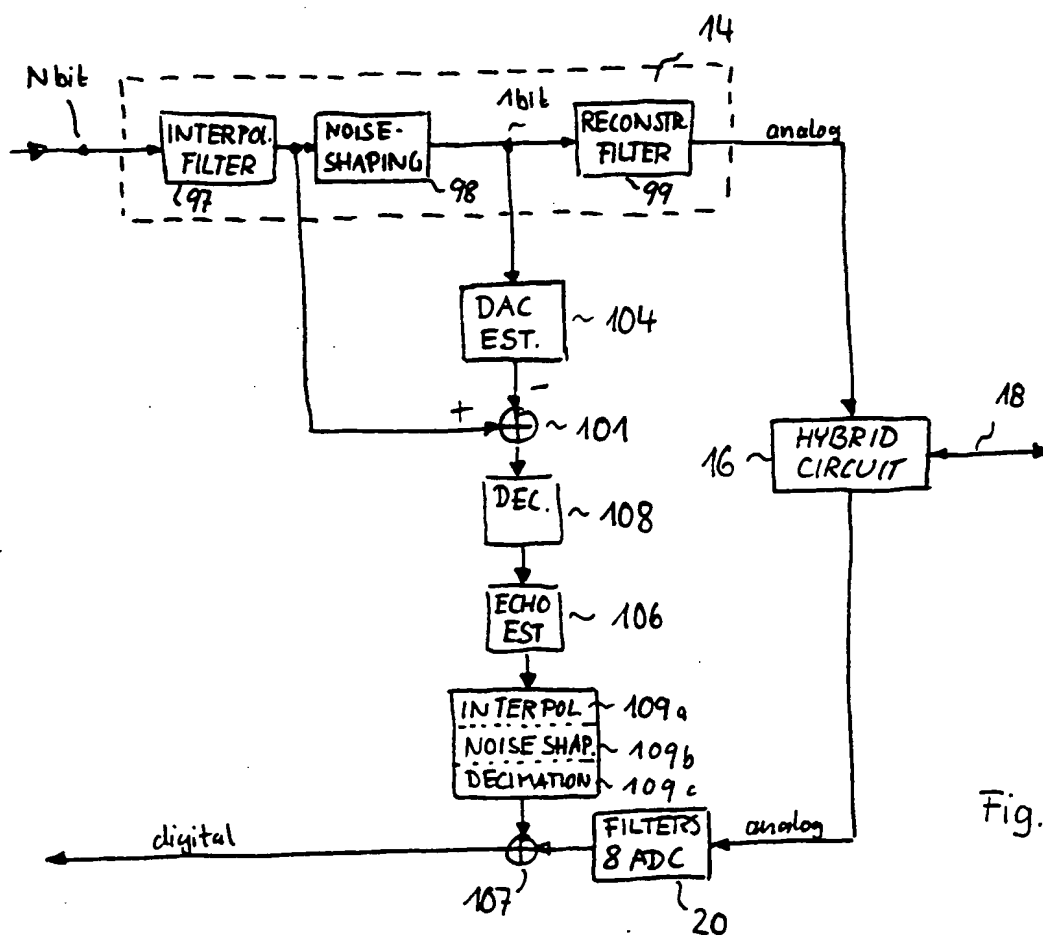 14
N bit
1bit
INTERPOL.
FILTER
97
NOISE-
SHAPING
98
RECONSTR.
FILTER
99
analog
DAC
EST.
~ 104
-
+
~ 101
18
16 ~
HYBRID
CIRCUIT
DEC.
~ 108
ECHO
EST
~ 106
INTERPOL ~ 109a
NOISE SHAP. 109b
DECIMATION ~ 109c
Fig.
digital
107
FILTERS
8 ADC
analog
20